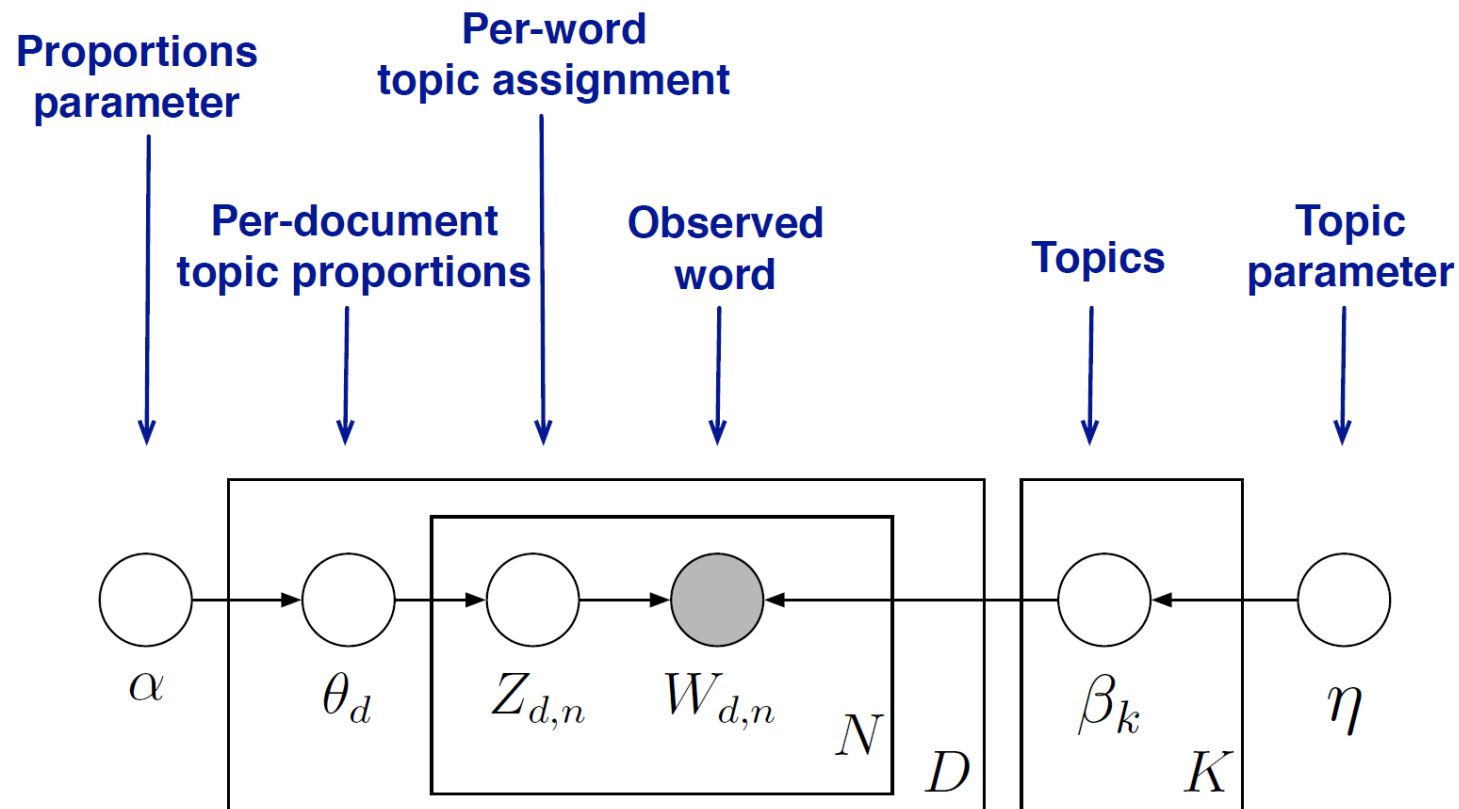 Proportions
parameter
Per-word
topic assignment
Per-document
topic proportions
Observed
word
Topics
Topic
parameter
α
θ_d
Z_{d,n}
W_{d,n}
N
D
β_k
K
η